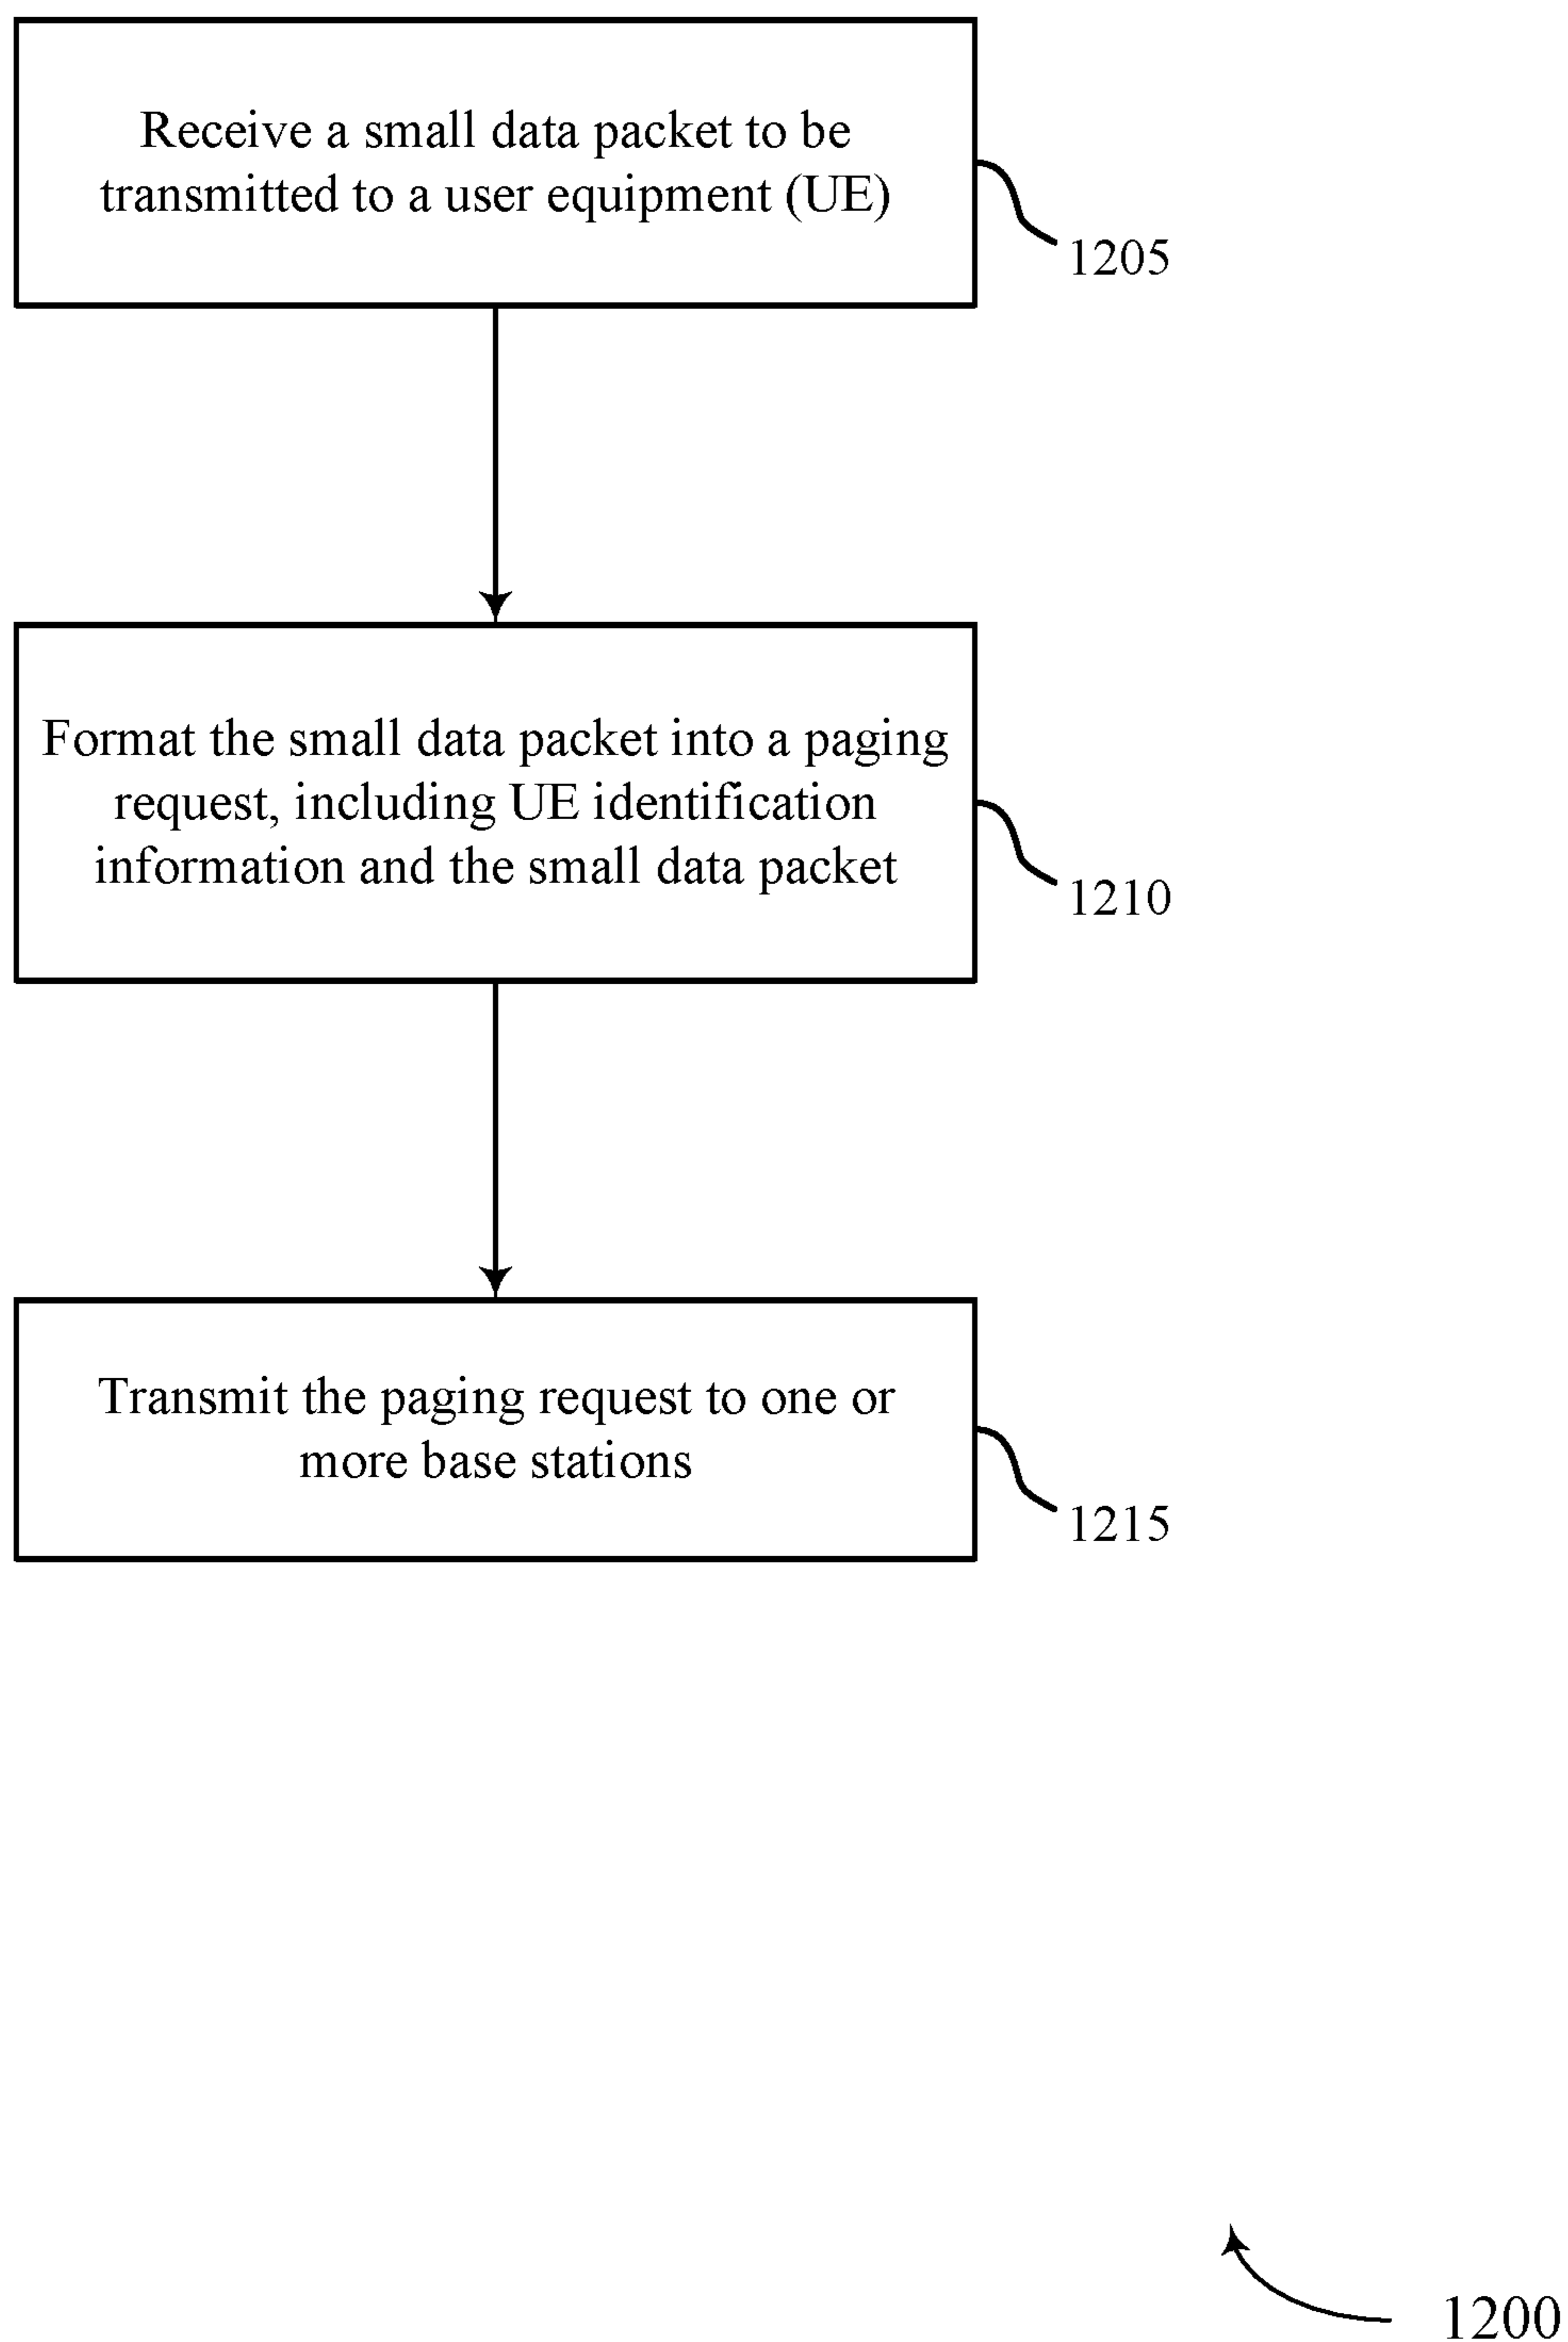 Receive a small data packet to be
transmitted to a user equipment (UE)
1205
Format the small data packet into a paging
request, including UE identification
information and the small data packet
1210
Transmit the paging request to one or
more base stations
1215
1200